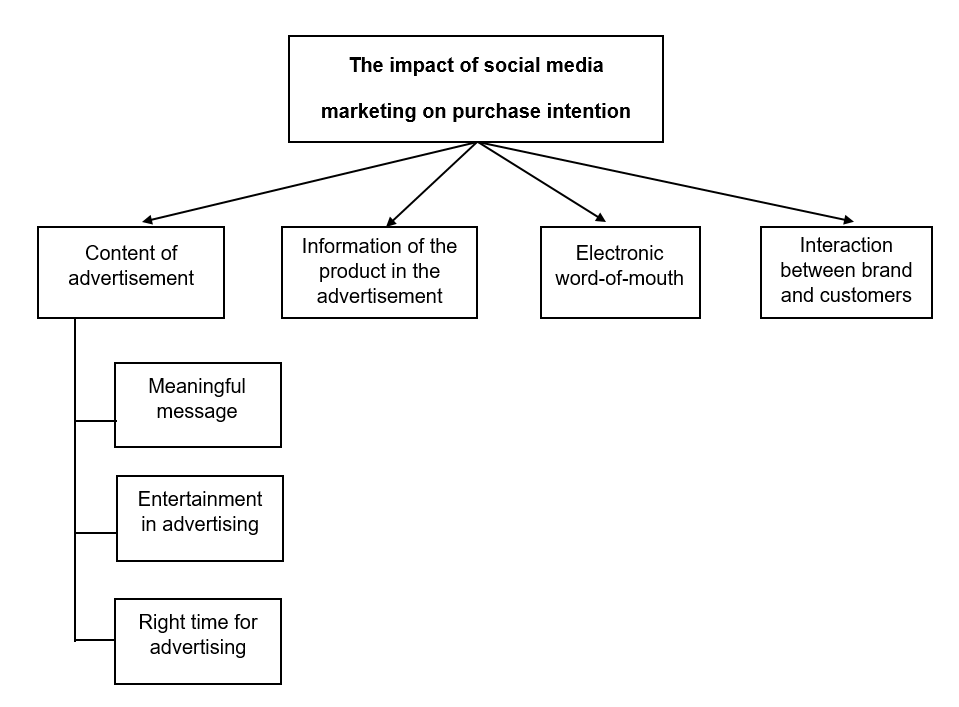 The impact of social media
marketing on purchase intention
Content of
advertisement
Information of the
product in the
advertisement
Electronic
word-of-mouth
Interaction
between brand
and customers
Meaningful
message
Entertainment
in advertising
Right time for
advertising